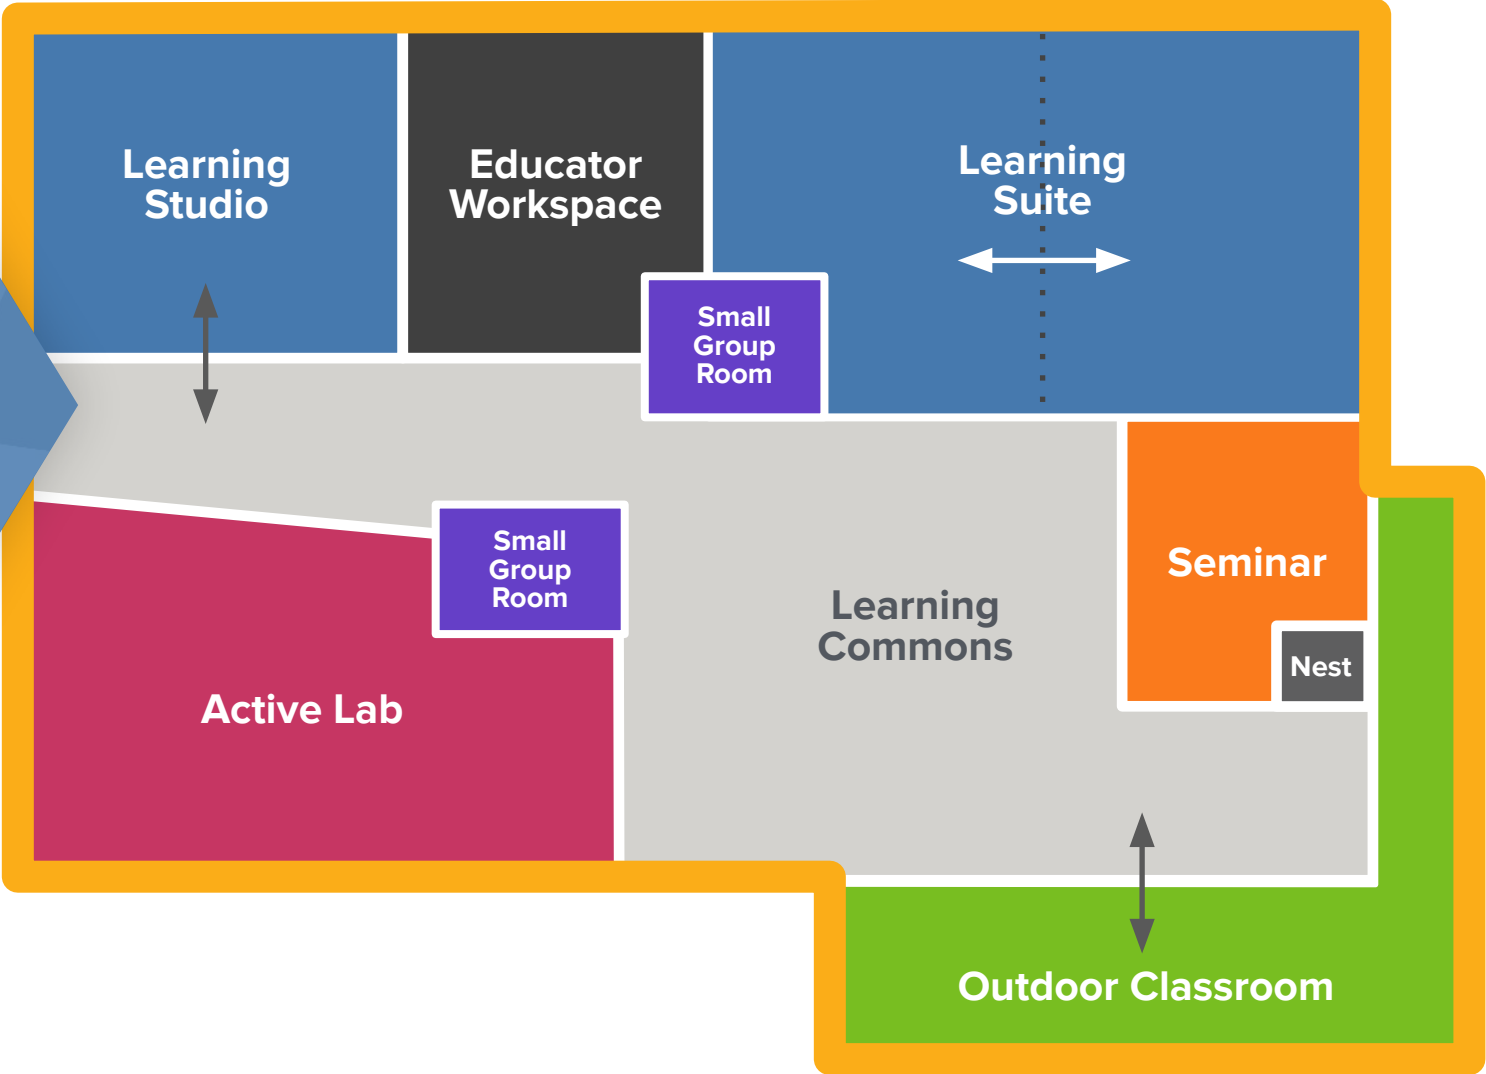 Learning
Studio
Educator
Workspace
Learning
Suite
Small
Group
Room
Small
Group
Room
Learning
Commons
Seminar
Nest
Active Lab
Outdoor Classroom